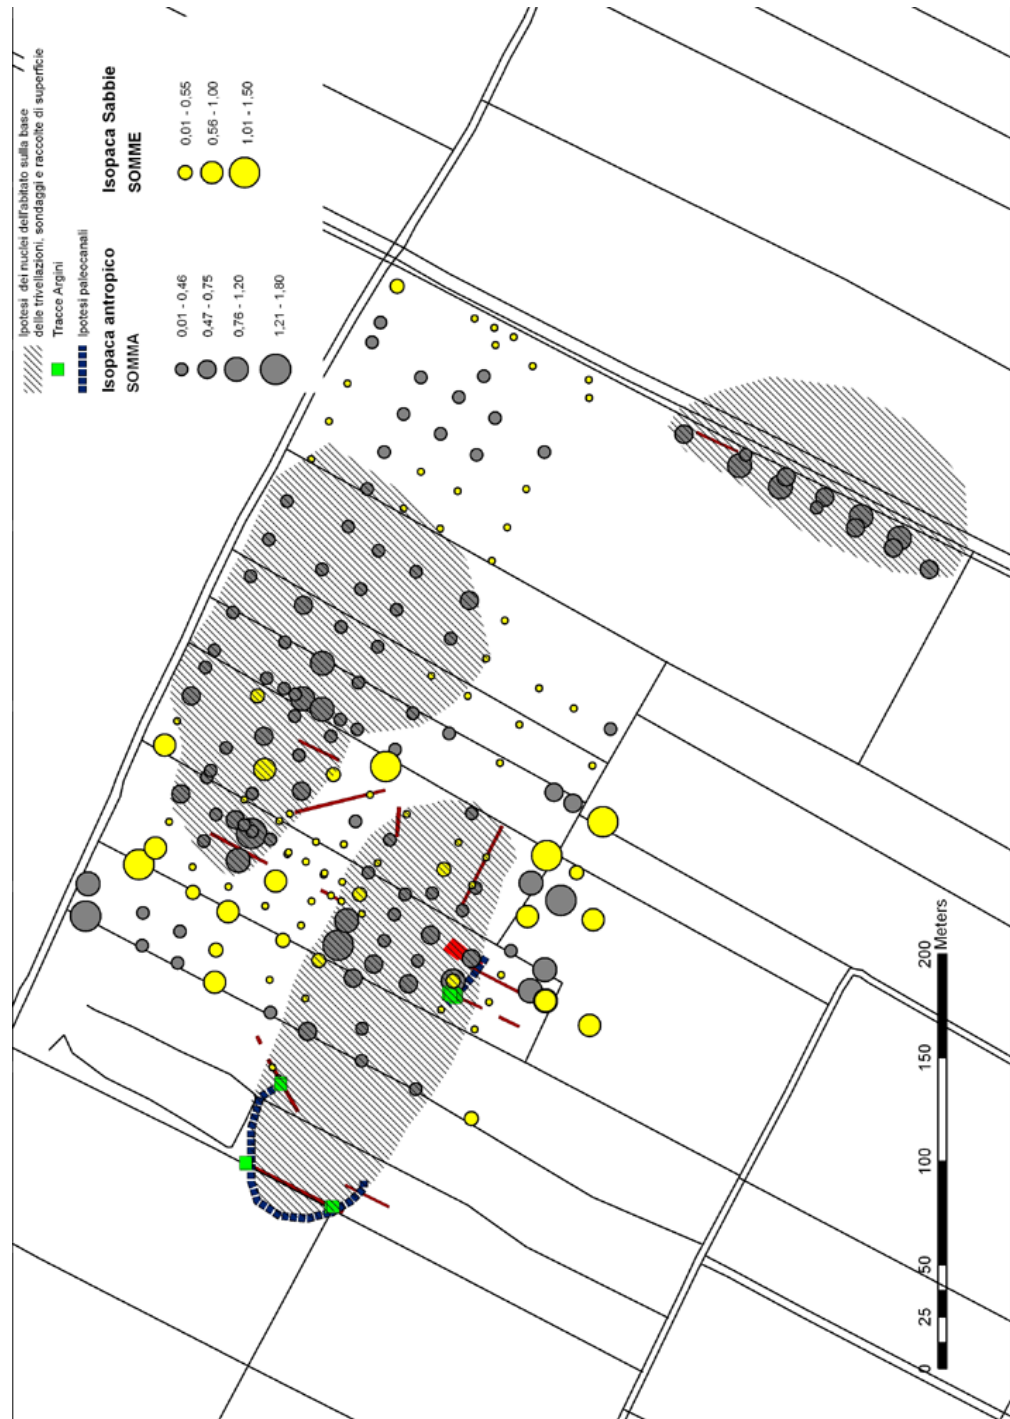 Ipotesi dei nuclei dell'abitato sulla base
delle trivellazioni, sondaggi e raccolte di superficie
Tracce Argini
Ipotesi paleocanali
Isopaca antropico
SOMMA
0,01 - 0,46
0,47 - 0,75
0,76 - 1,20
1,21 - 1,80
Isopaca Sabbie
SOMME
0,01 - 0,55
0,56 - 1,00
1,01 - 1,50
0 25 50 100 150 200
Meters